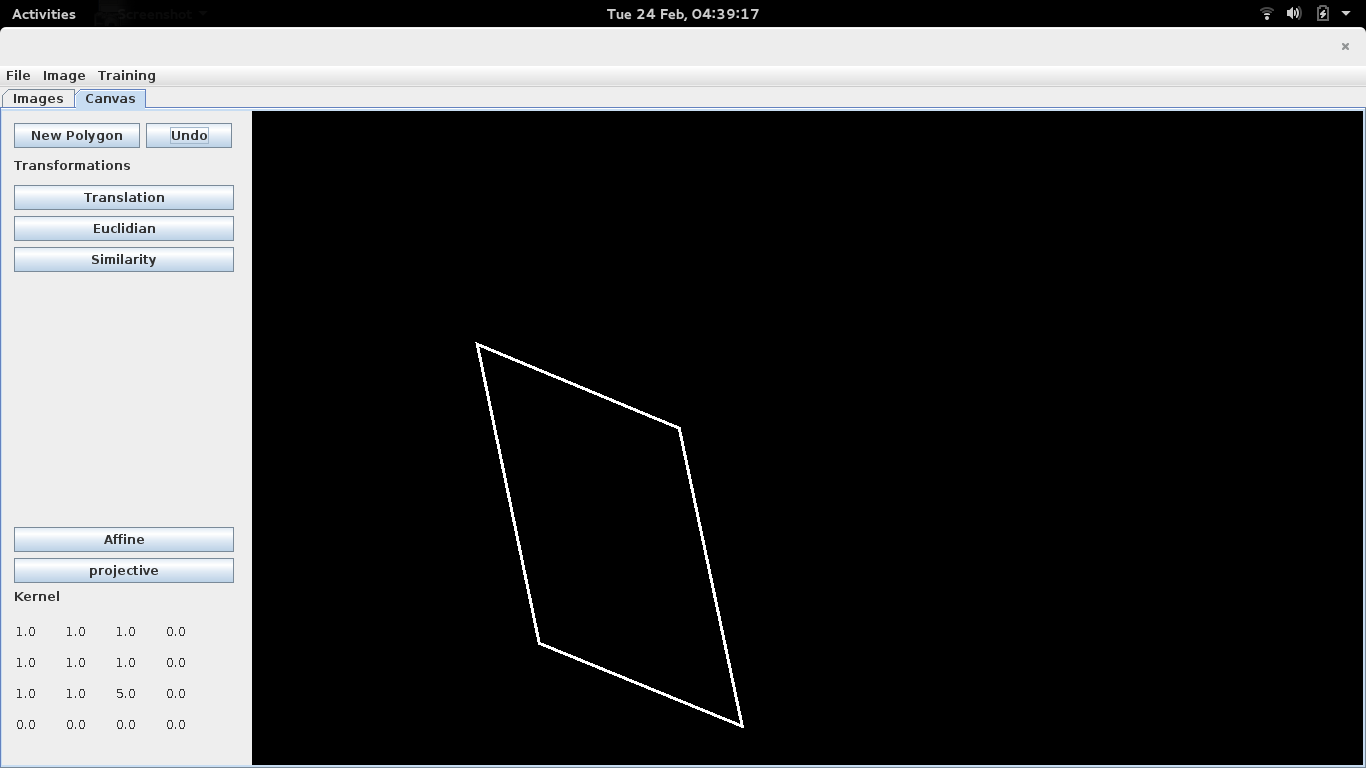 Activities Screenshot Tue 24 Feb, 04:39:17
File Image Training
Images Canvas
New Polygon Undo
Transformations
Translation
Euclidian
Similarity
Affine
projective
Kernel
1.0 1.0 1.0 0.0
1.0 1.0 1.0 0.0
1.0 1.0 5.0 0.0
0.0 0.0 0.0 0.0